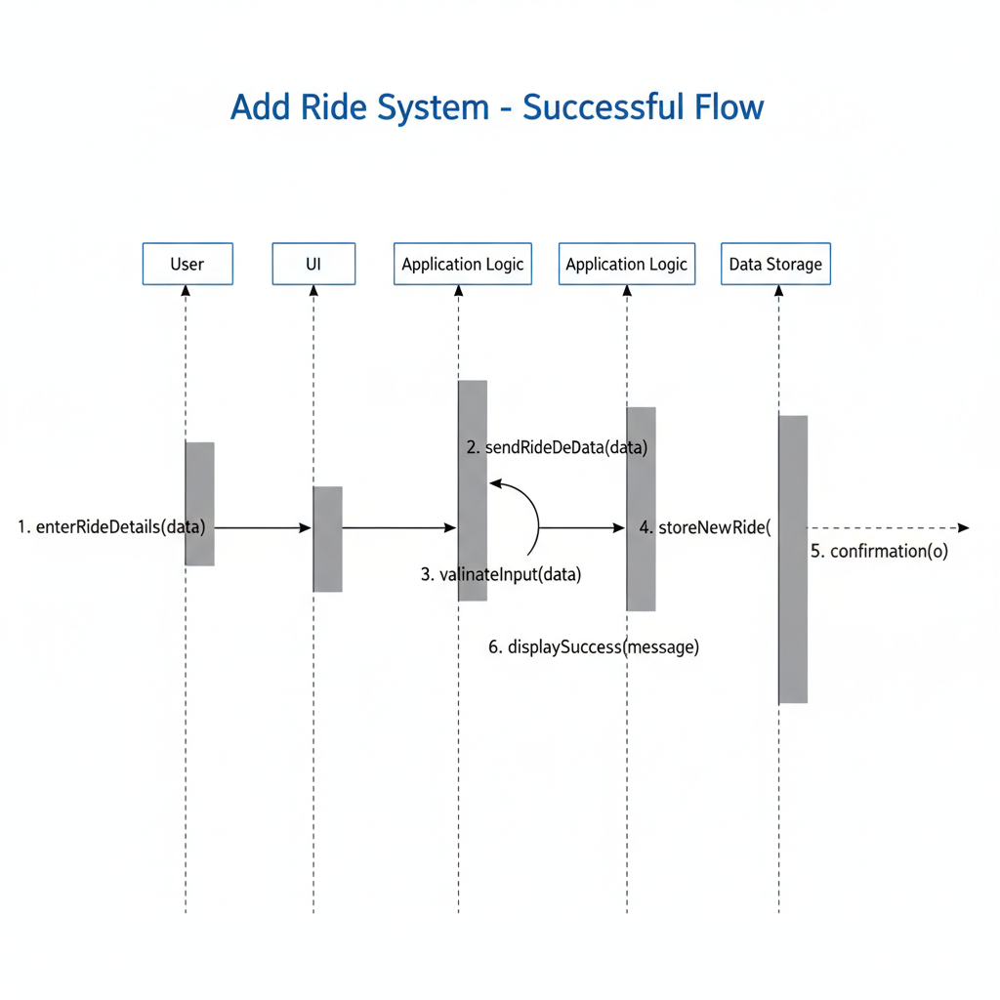 Add Ride System - Successful Flow
User
UI
Application Logic
Application Logic
Data Storage
2. sendRideDeData(data)
1. enterRideDetails(data)
4. storeNewRide(
5. confirmation(o)
3. valinateInput(data)
6. displaySuccess(message)